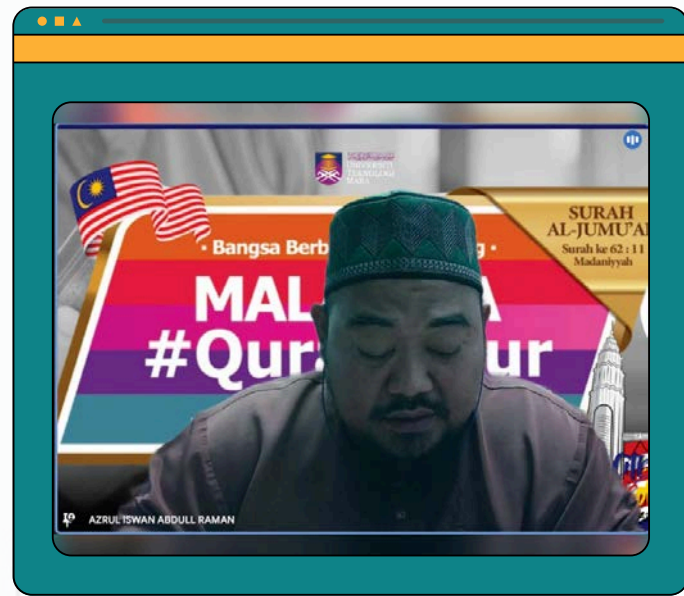 UNIVERSITI
TEKNOLOGI
MARA
SURAH
AL-JUMU'A
Surah ke 62 : 11
Madaniyyah
· Bangsa Berb
g ·
MAL
A
#Qur
ur
AZRUL ISWAN ABDULL RAMAN